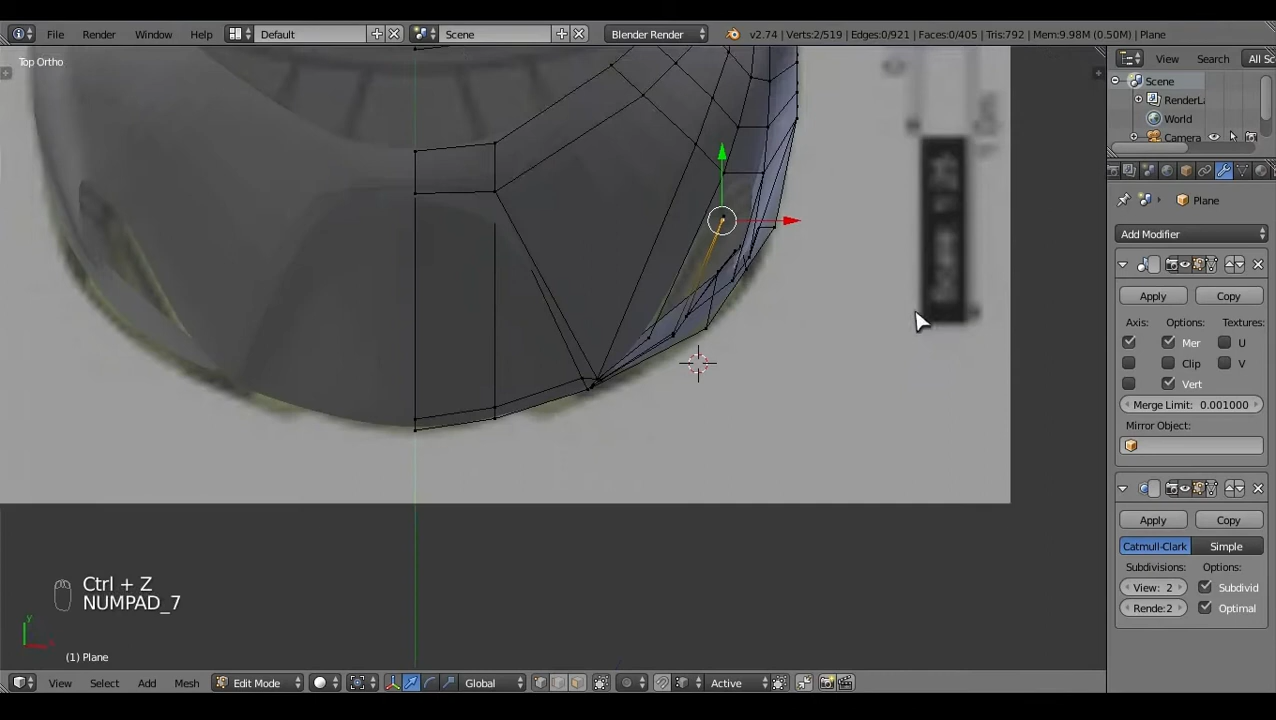 File Render Window Help Default Scene Blender Render v2.74 | Verts:2/519 | Edges:0/921 | Faces:0/405 | Tris:792 | Mem:9.98M (0.50M) | Plane
Top Ortho
View Search All Sc
Scene
RenderLa
World
Camera
Plane
Add Modifier
Apply Copy
Axis: Options: Textures:
Mer U
Clip V
Vert
Merge Limit: 0.001000
Mirror Object:
Apply Copy
Catmull-Clark Simple
Subdivisions: Options:
View: 2 Subdivid
Rende:2 Optimal
Ctrl + Z
NUMPAD_7
(1) Plane
View Select Add Mesh Edit Mode Global Active